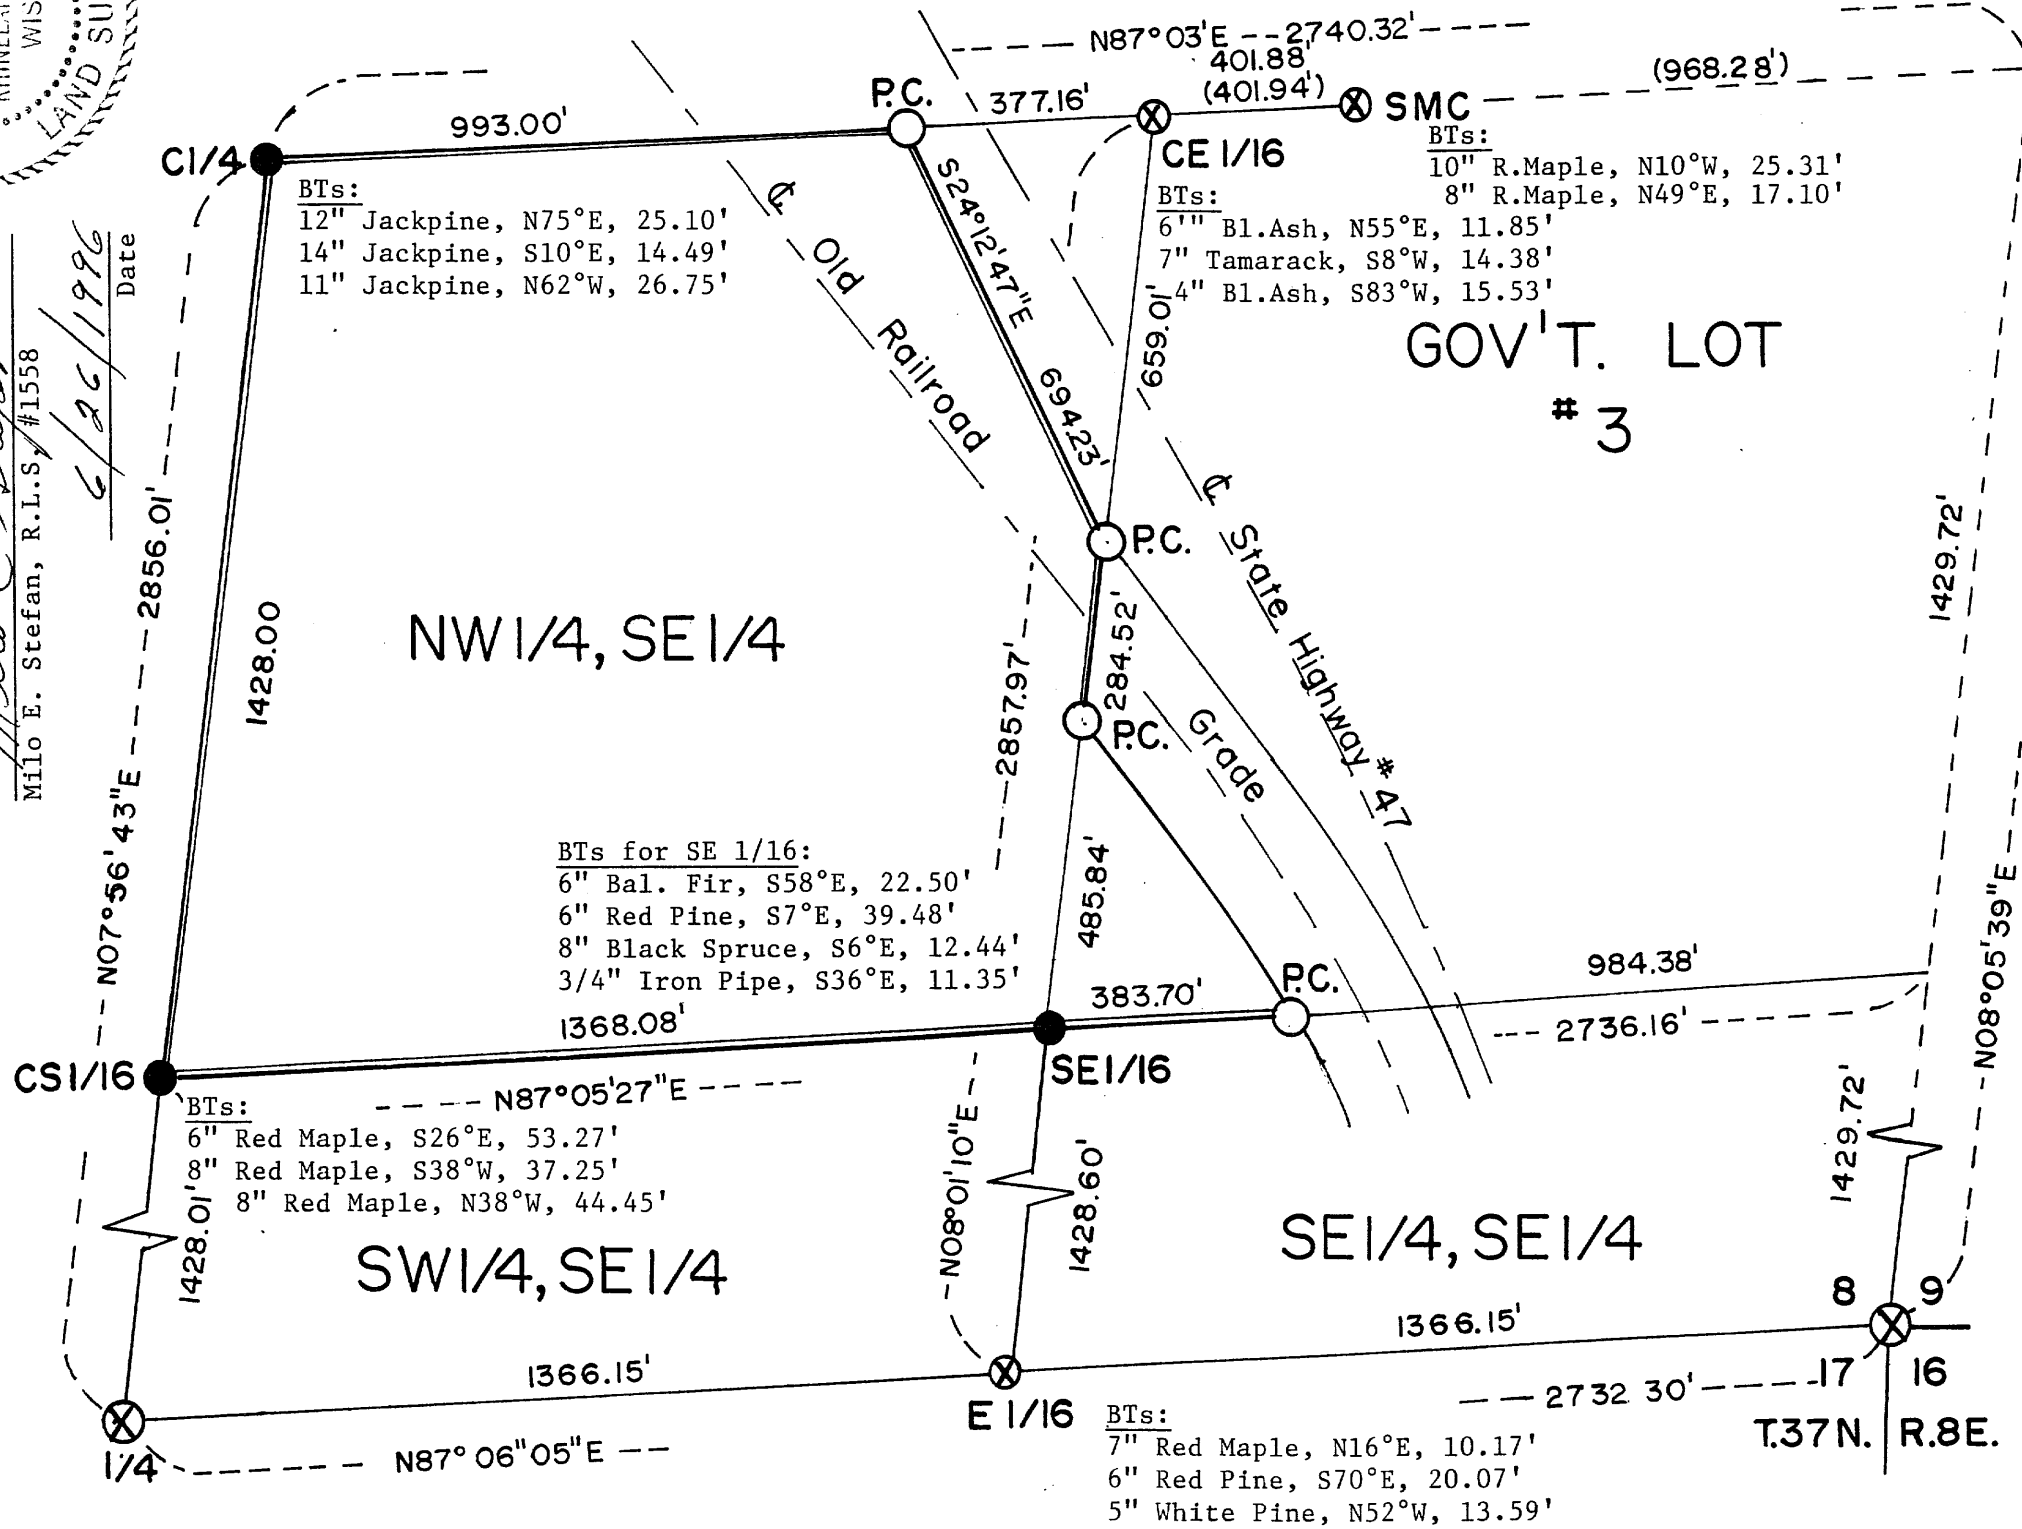 WIS
LAND SU
N87°03'E -- 2740.32'
401.88'
(401.94')
(968.28')
993.00'
P.C.
377.16'
SMC
C1/4
CE 1/16
BTs:
10" R.Maple, N10°W, 25.31'
8" R.Maple, N49°E, 17.10'
BTs:
12" Jackpine, N75°E, 25.10'
14" Jackpine, S10°E, 14.49'
11" Jackpine, N62°W, 26.75'
BTs:
6'" Bl.Ash, N55°E, 11.85'
7" Tamarack, S8°W, 14.38'
4" Bl.Ash, S83°W, 15.53'
S24°12'47"E
694.23'
659.01'
℄ Old Railroad Grade
GOV'T. LOT
# 3
6/26/1996
Date
Milo E. Stefan, R.L.S, #1558
2856.01'
N07°56'43"E
1428.00
NW1/4, SE1/4
P.C.
℄ State Highway #47
284.52'
2857.97'
P.C.
1429.72'
BTs for SE 1/16:
6" Bal. Fir, S58°E, 22.50'
6" Red Pine, S7°E, 39.48'
8" Black Spruce, S6°E, 12.44'
3/4" Iron Pipe, S36°E, 11.35'
485.84'
N08°05'39"E
1368.08'
383.70'
P.C.
984.38'
--- 2736.16'
CS1/16
SE1/16
N87°05'27"E
BTs:
6" Red Maple, S26°E, 53.27'
8" Red Maple, S38°W, 37.25'
8" Red Maple, N38°W, 44.45'
1428.01'
N08°01'10"E
1428.60'
1429.72'
SW1/4, SE1/4
SE1/4, SE1/4
8 9
1366.15'
1366.15'
17 16
2732 30'
E 1/16
1/4
N87°06"05"E
T.37N. R.8E.
BTs:
7" Red Maple, N16°E, 10.17'
6" Red Pine, S70°E, 20.07'
5" White Pine, N52°W, 13.59'